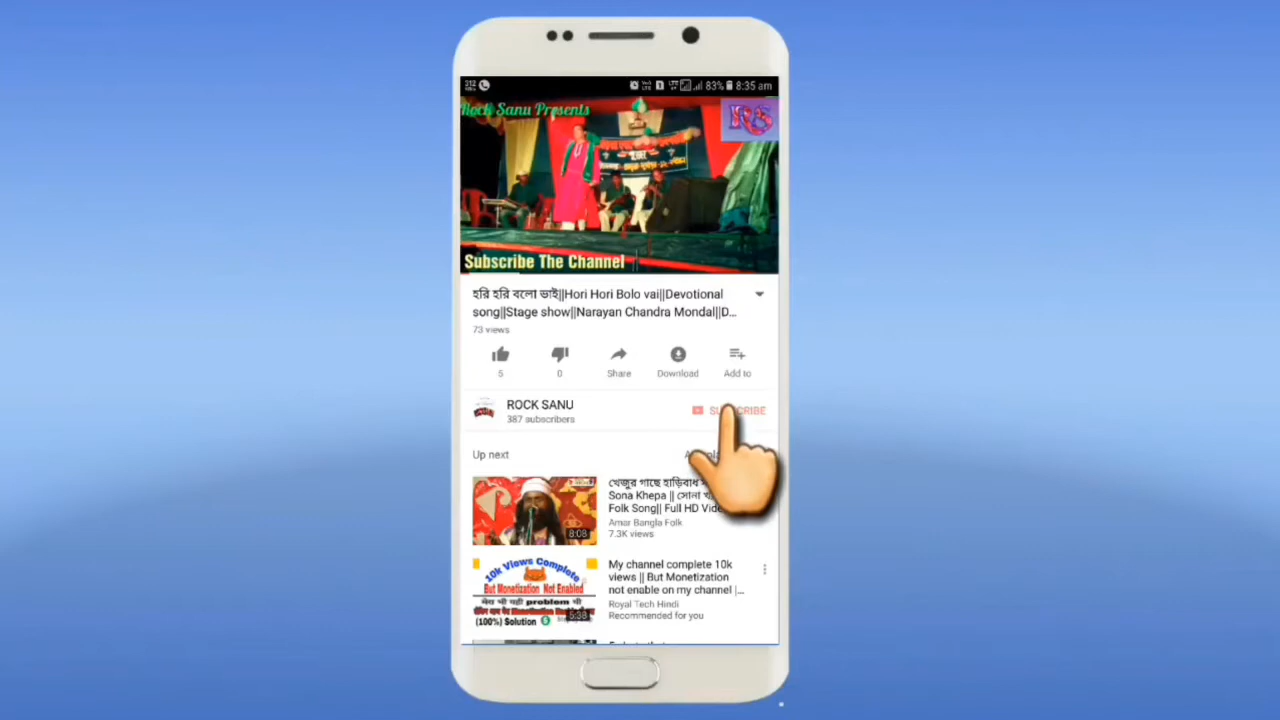 83% 8:35 am
Rock Sanu Presents
RS
Subscribe The Channel
হরি হরি বলো ভাই||Hori Hori Bolo vai||Devotional
song||Stage show||Narayan Chandra Mondal||D...
73 views
5
0
Share
Download
Add to
ROCK SANU
387 subscribers
Up next
খেজুর গাছে হাড়িবাধ
Sona Khepa || সোনা
Folk Song|| Full HD
Amar Bangla Folk
7.3K views
8:08
My channel complete 10k
views || But Monetization
not enable on my channel |...
Royal Tech Hindi
Recommended for you
10k Views Complete
But Monetization Not Enabled
मेरा भी यही problem भी
(100%) Solution
5:38